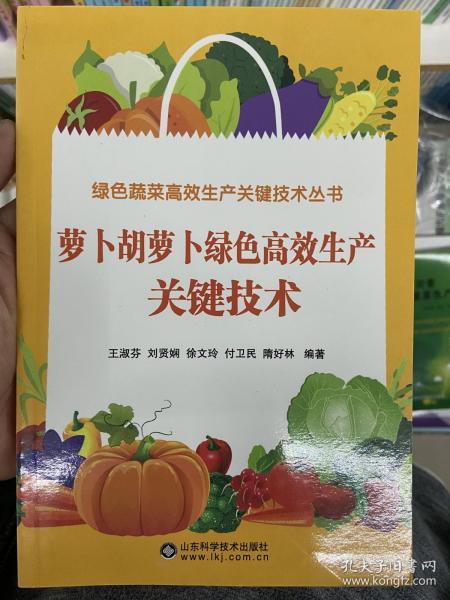 绿色蔬菜高效生产关键技术丛书
萝卜胡萝卜绿色高效生产
关键技术
王淑芬 刘贤娴 徐文玲 付卫民 隋好林 编著
山东科学技术出版社
www.lkj.com.cn
孔夫子旧书网
www.kongfz.com